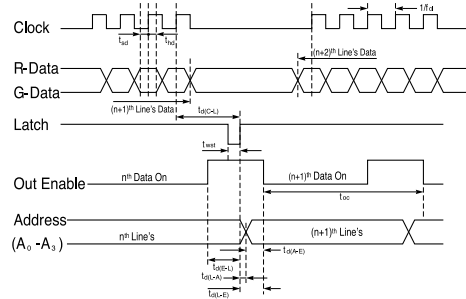 Clock
1/fcl
tsd
thd
R-Data
G-Data
(n+2)th Line's Data
(n+1)th Line's Data
td(C-L)
Latch
twst
Out Enable
nth Data On
(n+1)th Data On
toc
Address
(A0 -A3)
nth Line's
(n+1)th Line's
td(A-E)
td(E-L)
td(L-A)
td(L-E)